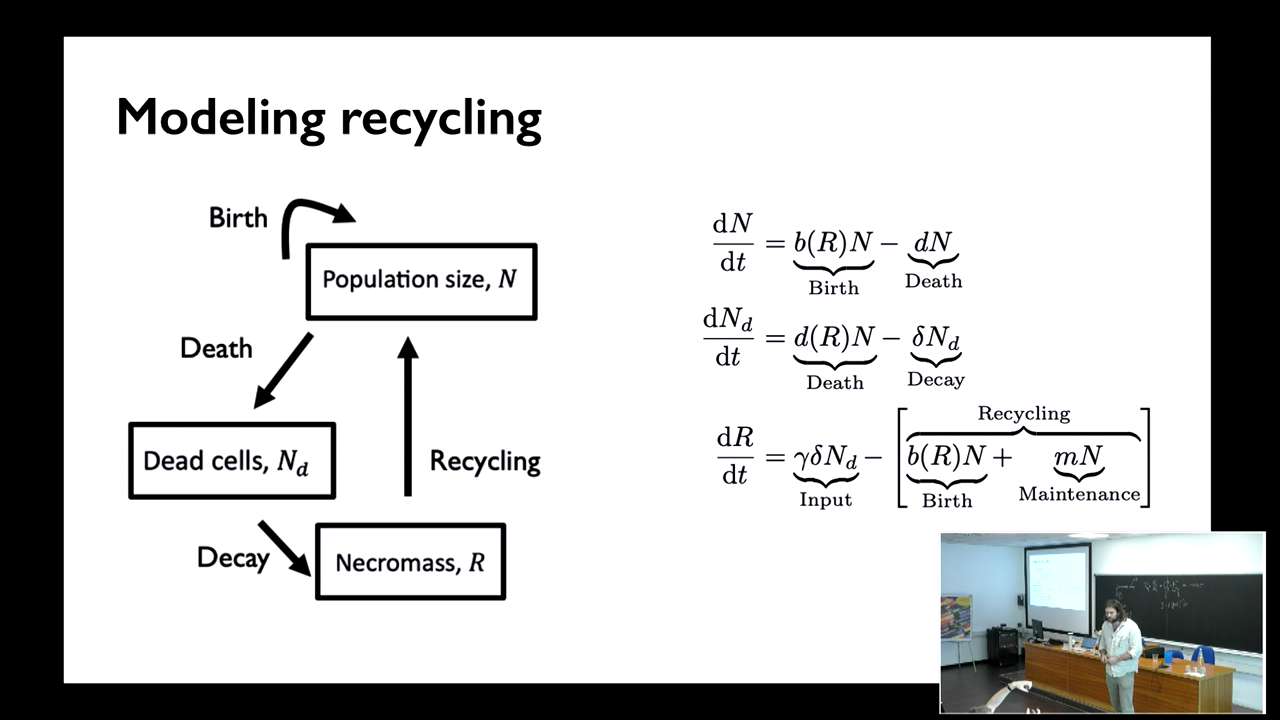 Modeling recycling
Birth
Population size, N
Death
Dead cells, N_d
Recycling
Decay
Necromass, R
dN/dt = b(R)N − dN
Birth
Death
dN_d/dt = d(R)N − δN_d
Death
Decay
Recycling
dR/dt = γδN_d − [b(R)N + mN]
Input
Birth
Maintenance